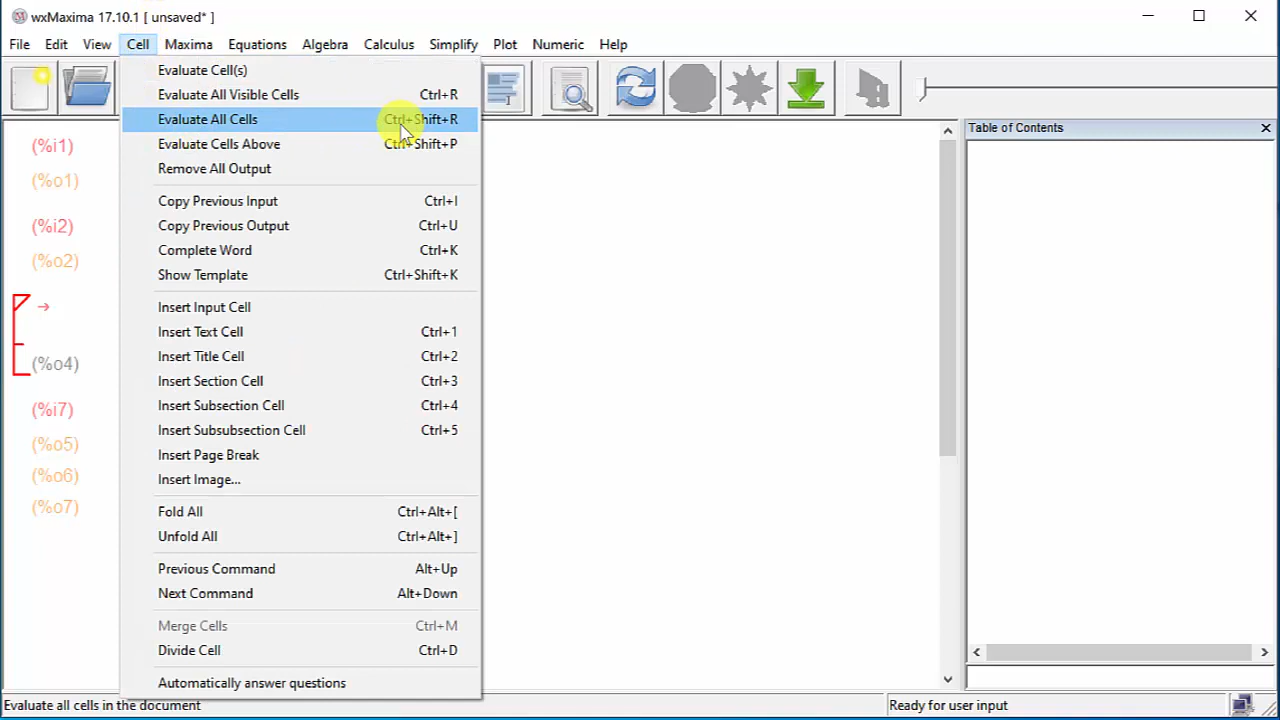 wxMaxima 17.10.1 [ unsaved* ]
File Edit View Cell Maxima Equations Algebra Calculus Simplify Plot Numeric Help
Evaluate Cell(s)
Evaluate All Visible Cells Ctrl+R
Evaluate All Cells Ctrl+Shift+R
Evaluate Cells Above Ctrl+Shift+P
Remove All Output
Copy Previous Input Ctrl+I
Copy Previous Output Ctrl+U
Complete Word Ctrl+K
Show Template Ctrl+Shift+K
Insert Input Cell
Insert Text Cell Ctrl+1
Insert Title Cell Ctrl+2
Insert Section Cell Ctrl+3
Insert Subsection Cell Ctrl+4
Insert Subsubsection Cell Ctrl+5
Insert Page Break
Insert Image...
Fold All Ctrl+Alt+[
Unfold All Ctrl+Alt+]
Previous Command Alt+Up
Next Command Alt+Down
Merge Cells Ctrl+M
Divide Cell Ctrl+D
Automatically answer questions
(%i1)
(%o1)
(%i2)
(%o2)
(%o4)
(%i7)
(%o5)
(%o6)
(%o7)
Table of Contents
Evaluate all cells in the document
Ready for user input